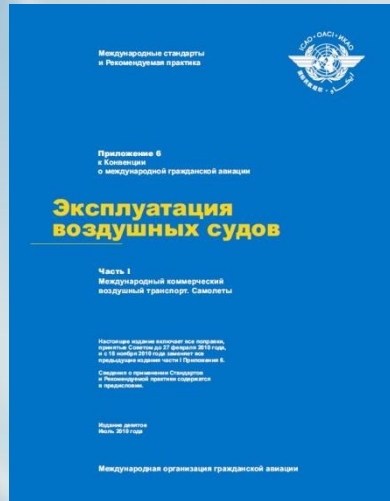 Международные стандарты
и Рекомендуемая практика
ICAO · OACI · ИКАО
Приложение 6
к Конвенции
о международной гражданской авиации
Эксплуатация
воздушных судов
Часть I
Международный коммерческий
воздушный транспорт. Самолеты
Настоящее издание включает все поправки,
принятые Советом до 27 февраля 2010 года,
и с 18 ноября 2010 года заменяет все
предыдущие издания части I Приложения 6.
Сведения о применении Стандартов
и Рекомендуемой практики содержатся
в предисловии.
Издание девятое
Июль 2010 года
Международная организация гражданской авиации